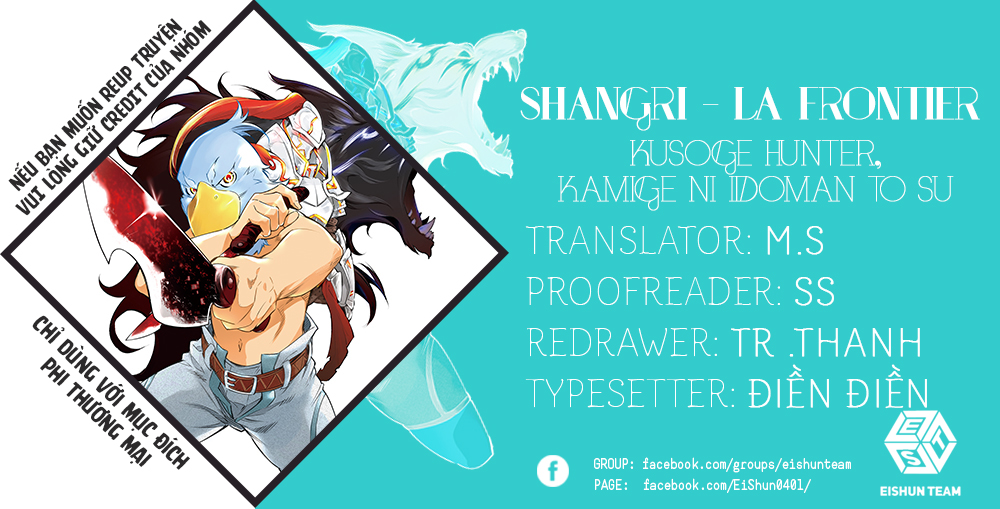 NẾU BẠN MUỐN REUP TRUYỆN
VUI LÒNG GIỮ CREDIT CỦA NHÓM
CHỈ DÙNG VỚI MỤC ĐÍCH
PHI THƯƠNG MẠI
SHANGRI - LA FRONTIER
KUSOGE HUNTER,
KAMIGE NI IIDOMAN TO SU
TRANSLATOR: M.S
PROOFREADER: SS
REDRAWER: TR .THANH
TYPESETTER: ĐIỀN ĐIỀN
f
GROUP: facebook.com/groups/eishunteam
PAGE: facebook.com/EiShun0401/
E
S
EISHUN TEAM